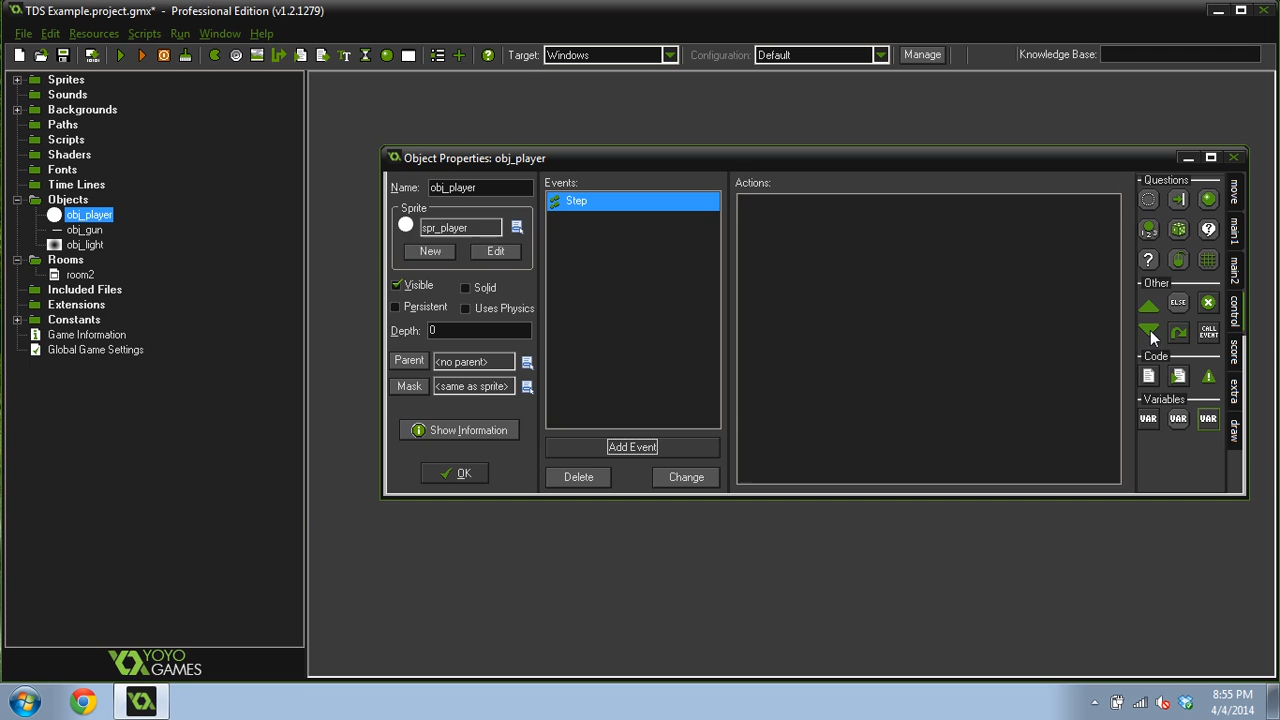 TDS Example.project.gmx* - Professional Edition (v1.2.1279)
File Edit Resources Scripts Run Window Help
Target: Windows Configuration: Default Manage Knowledge Base:
Sprites
Sounds
Backgrounds
Paths
Scripts
Shaders
Fonts
Time Lines
Objects
obj_player
obj_gun
obj_light
Rooms
room2
Included Files
Extensions
Constants
Game Information
Global Game Settings
YOYO
GAMES
Object Properties: obj_player
Name: obj_player
Sprite
spr_player
New Edit
Visible Solid
Persistent Uses Physics
Depth: 0
Parent <no parent>
Mask <same as sprite>
Show Information
OK
Events:
Step
Add Event
Delete Change
Actions:
Questions
Other
ELSE
CALL
EVENT
Code
Variables
VAR VAR VAR
move
main1
main2
control
score
extra
draw
8:55 PM
4/4/2014